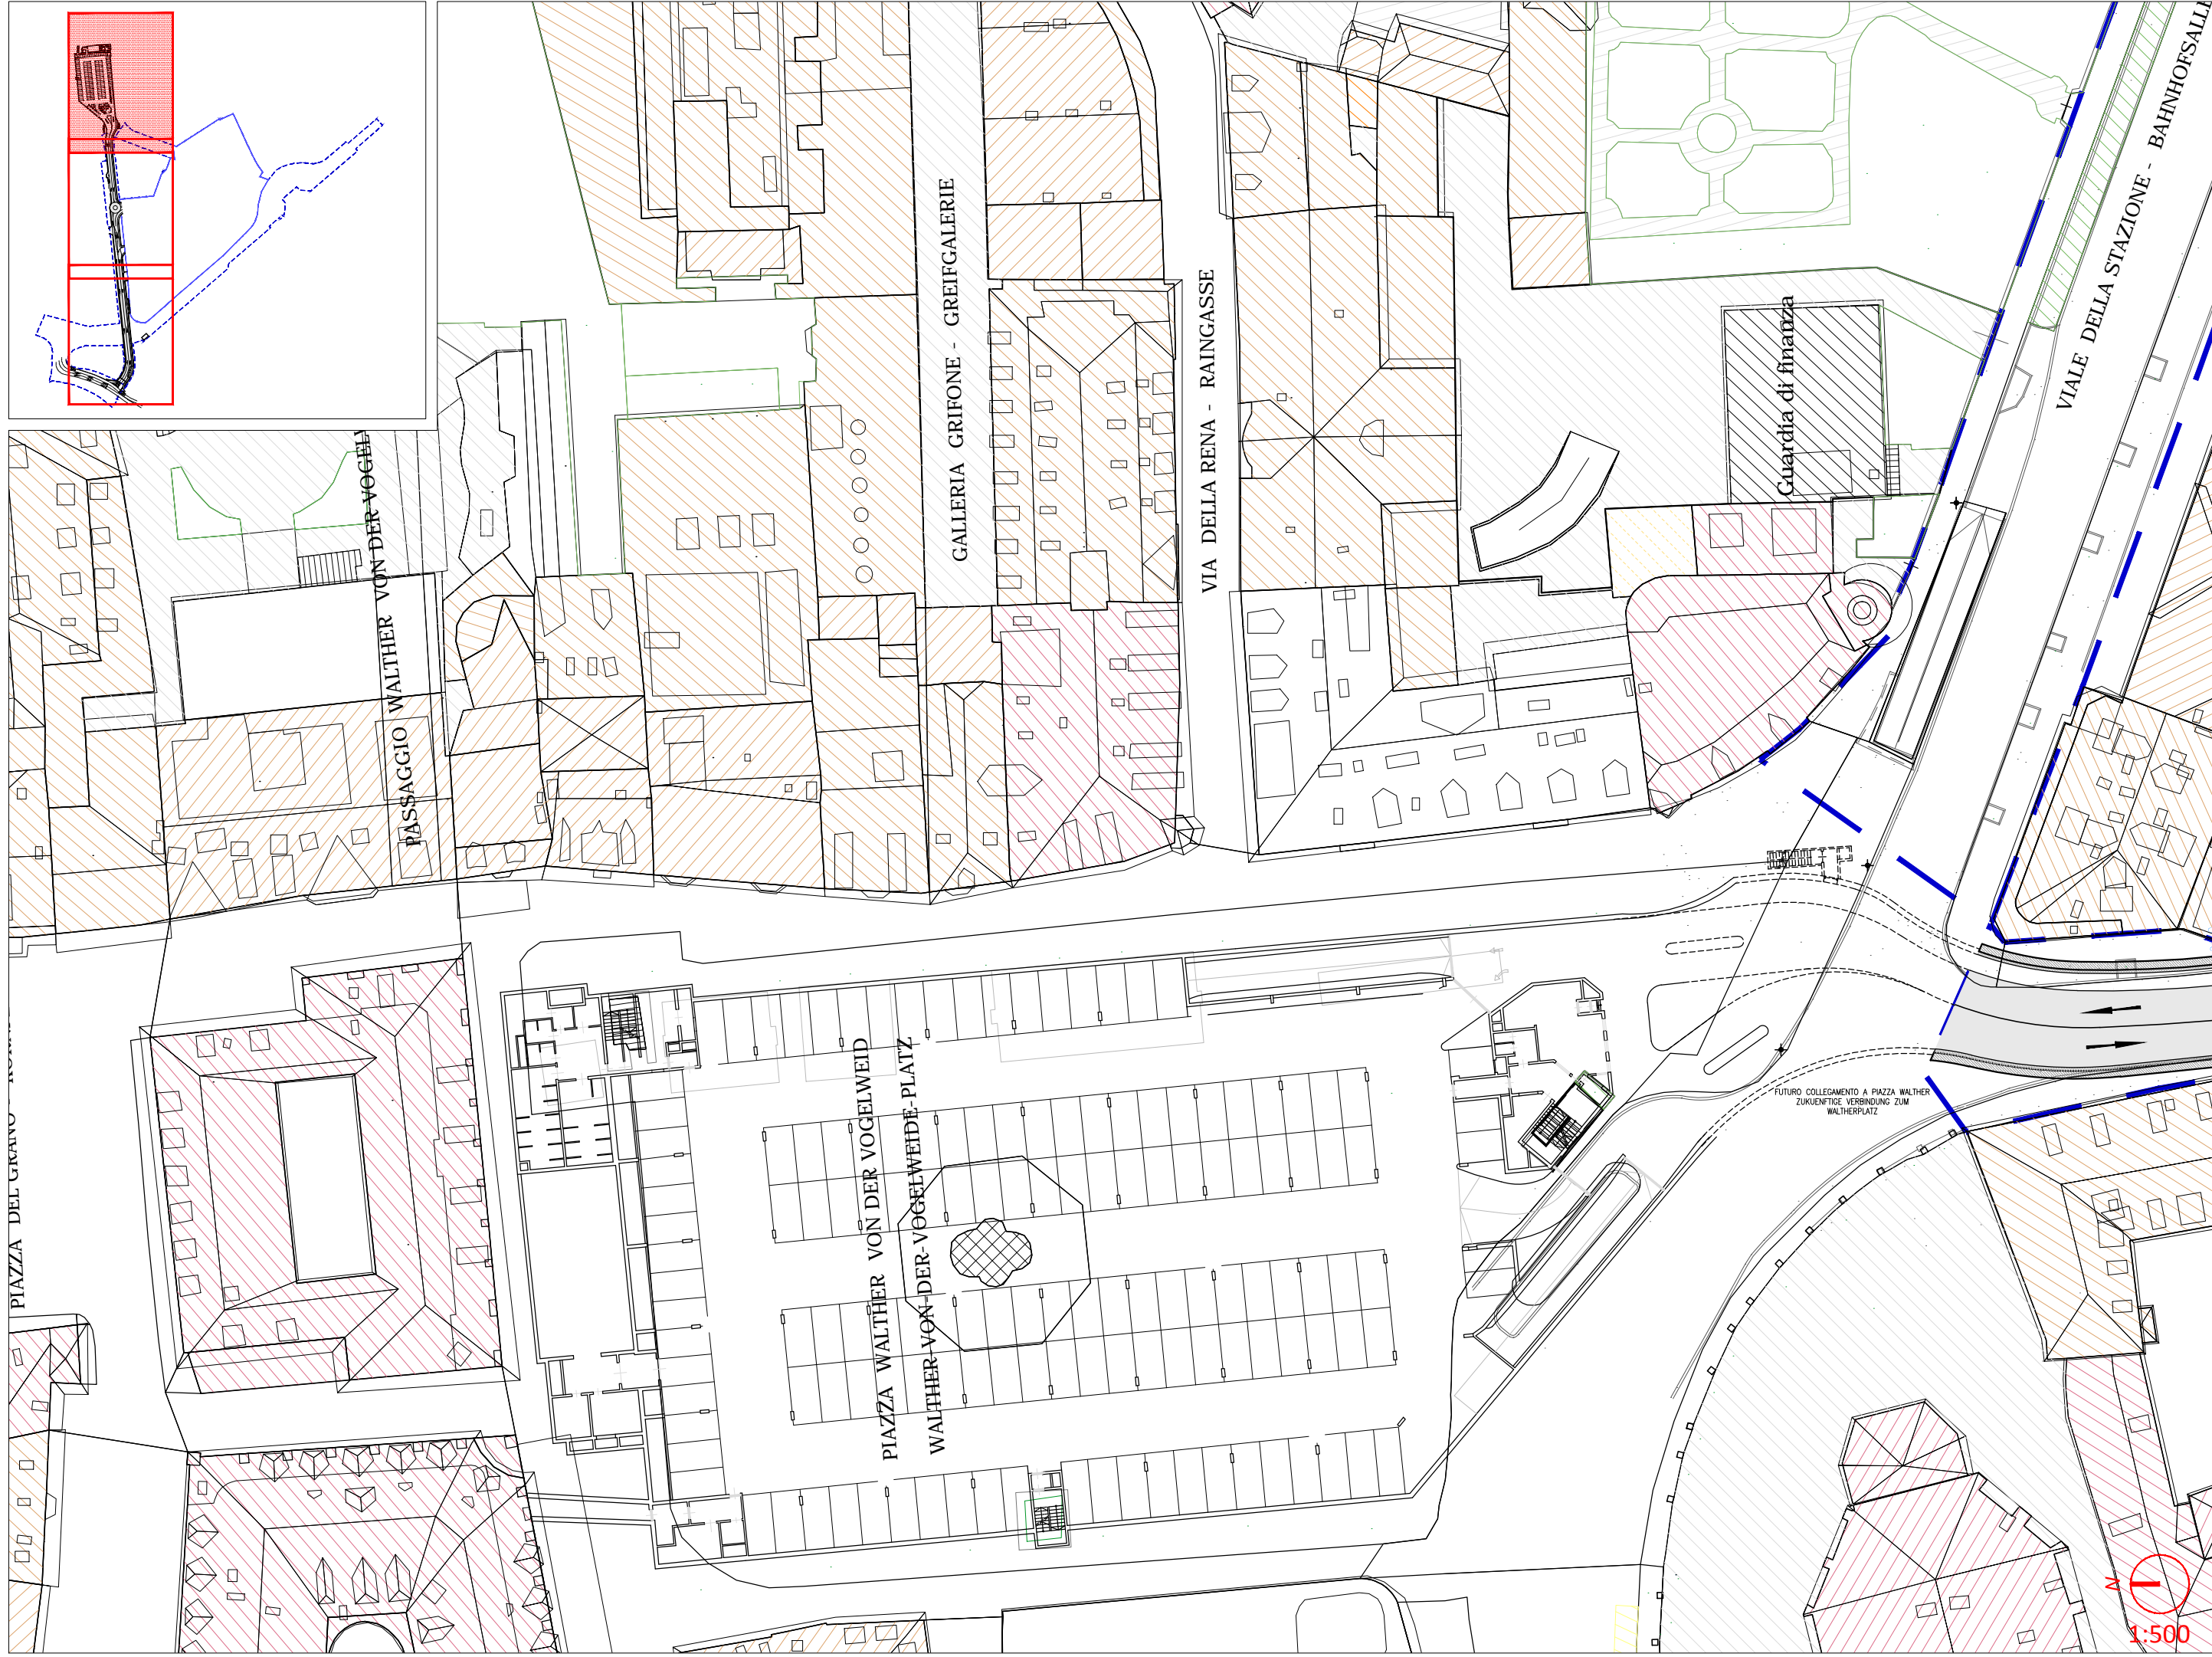 PASSAGGIO WALTHER VON DER
GALLERIA GRIFONE - GREIFGALERIE
VIA DELLA RENA - RAINGASSE
Guardia di finanza
VIALE DELLA STAZIONE -
PIAZZA DEL GRANO
PIAZZA WALTHER VON DER VOGELWEID
WALTHER-VON-DER-VOGELWEIDE-PLATZ
FUTURO COLLEGAMENTO A PIAZZA WALTHER
ZUKUENFTIGE VERBINDUNG ZUM
WALTHERPLATZ
N
1:500